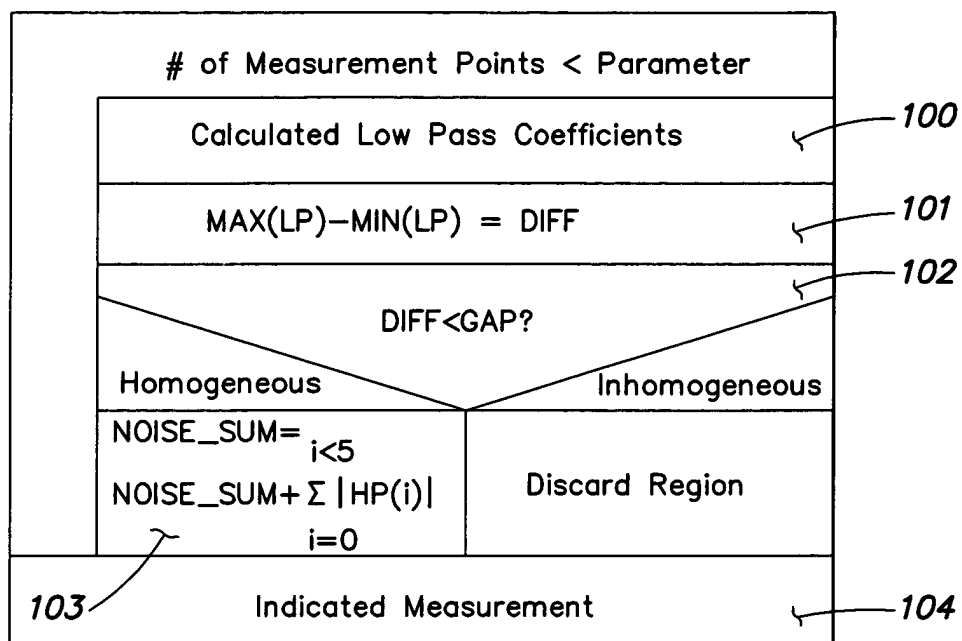 # of Measurement Points < Parameter
Calculated Low Pass Coefficients
100
MAX(LP)-MIN(LP) = DIFF
101
102
DIFF<GAP?
Homogeneous
Inhomogeneous
NOISE_SUM=
i<5
NOISE_SUM+ Σ |HP(i)|
i=0
Discard Region
103
Indicated Measurement
104